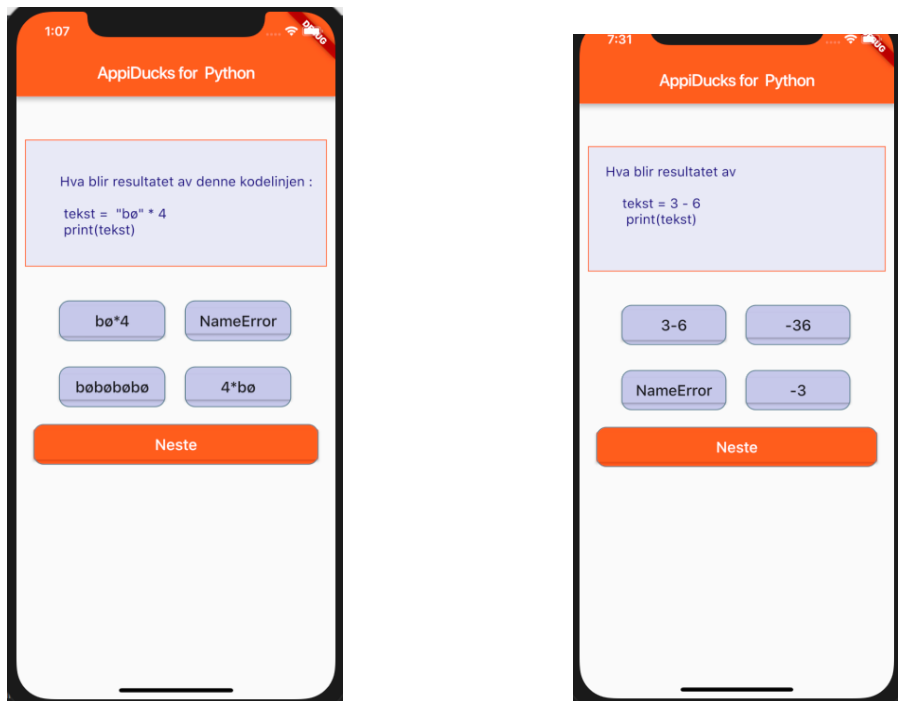 1:07
DEBUG
AppiDucks for Python
Hva blir resultatet av denne kodelinjen :
tekst = "bø" * 4
print(tekst)
bø*4
NameError
bøbøbøbø
4*bø
Neste
7:31
DEBUG
AppiDucks for Python
Hva blir resultatet av
tekst = 3 - 6
print(tekst)
3-6
-36
NameError
-3
Neste